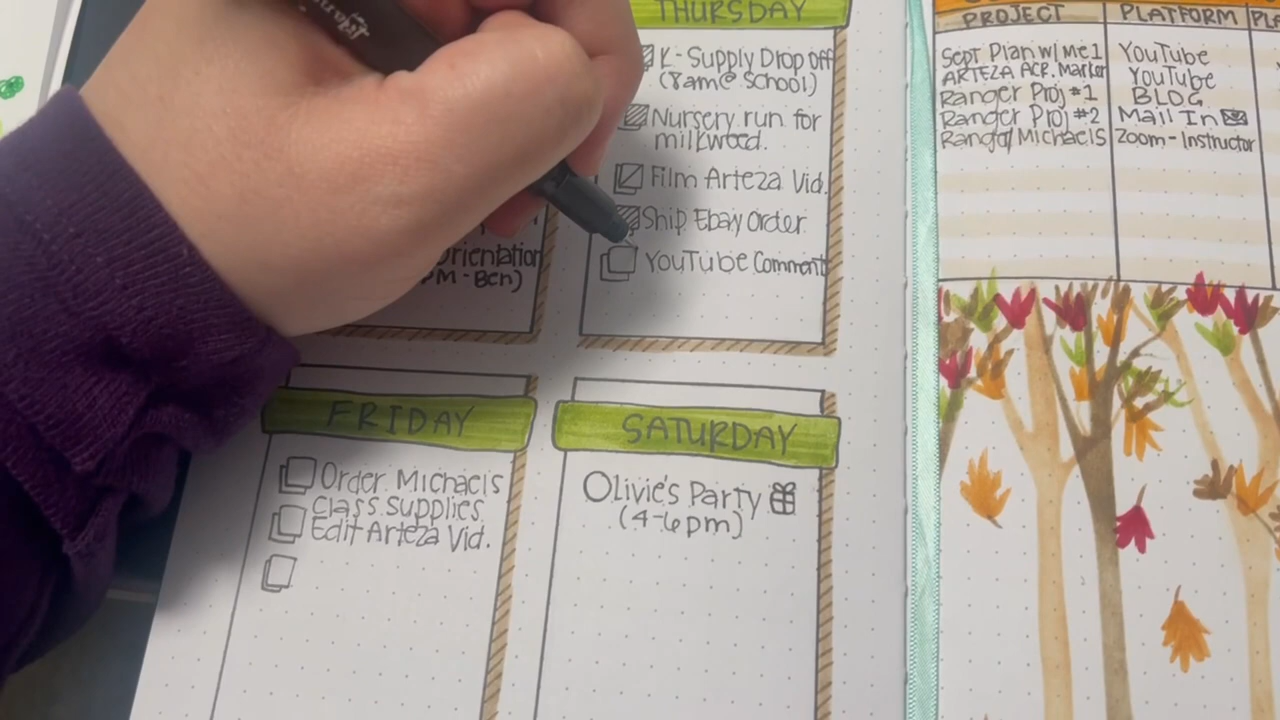 THURSDAY
K-Supply Drop off
(8am@ School)
Nursery run for
milkweed.
Film Arteza Vid.
Ship Ebay Order
YouTube Comment
Orientation
PM - Ben)
FRIDAY
Order Michaels
Class Supplies
Edit Arteza Vid.
SATURDAY
Olivie's Party
(4-6pm)
PROJECT
PLATFORM
Sept Plan w/ Me 1
YouTube
ARTEZA ACR. Marker
YouTube
Ranger Proj #1
BLOG
Ranger Proj #2
Mail In
Ranger/Michaels
Zoom-Instructor